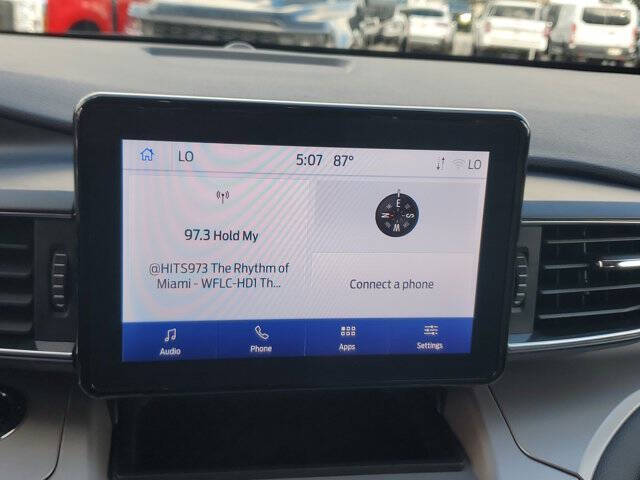 LO 5:07 87° LO
97.3 Hold My
@HITS973 The Rhythm of
Miami - WFLC-HD1 Th...
E
N S
W
Connect a phone
Audio Phone Apps Settings